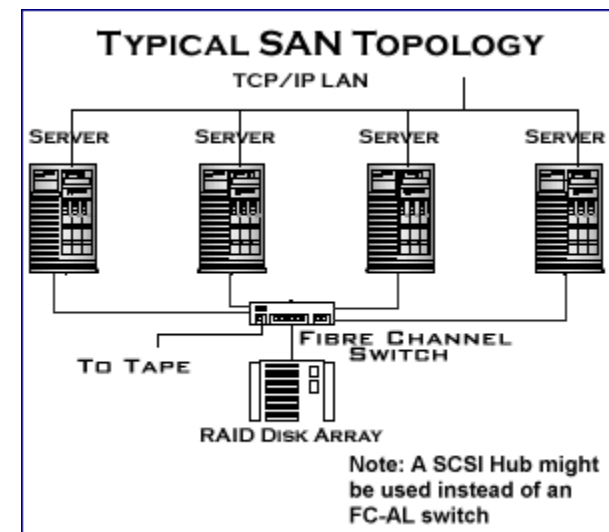 TYPICAL SAN TOPOLOGY
TCP/IP LAN
SERVER SERVER SERVER SERVER
FIBRE CHANNEL
SWITCH
TO TAPE
RAID DISK ARRAY
Note: A SCSI Hub might
be used instead of an
FC-AL switch